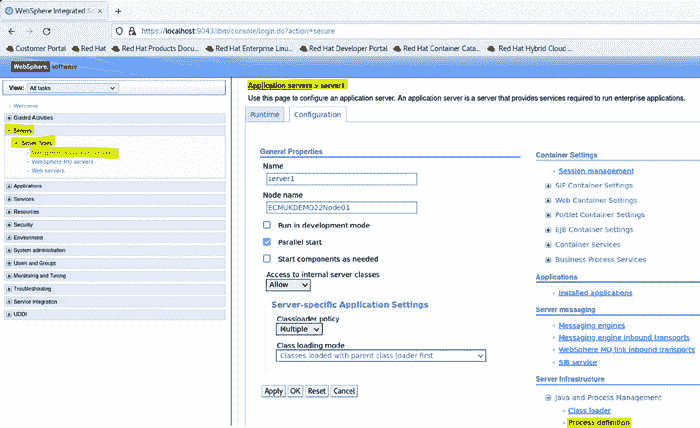 WebSphere Integrated So
https://localhost:9043/ibm/console/login.do?action=secure
Customer Portal Red Hat Red Hat Products Docu... Red Hat Enterprise Linu... Red Hat Developer Portal Red Hat Container Cata... Red Hat Hybrid Cloud ...
WebSphere. software
View: All tasks
Welcome
Guided Activities
Servers
Server Types
WebSphere MQ servers
Web servers
Applications
Services
Resources
Security
Environment
System administration
Users and Groups
Monitoring and Tuning
Troubleshooting
Service integration
UDDI
Application servers > server1
Use this page to configure an application server. An application server is a server that provides services required to run enterprise applications.
Runtime Configuration
General Properties
Name
server1
Node name
ECMUKDEMO22Node01
Run in development mode
Parallel start
Start components as needed
Access to internal server classes
Allow
Server-specific Application Settings
Classloader policy
Multiple
Class loading mode
Classes loaded with parent class loader first
Apply OK Reset Cancel
Container Settings
Session management
SIP Container Settings
Web Container Settings
Portlet Container Settings
EJB Container Settings
Container Services
Business Process Services
Applications
Installed applications
Server messaging
Messaging engines
Messaging engine inbound transports
WebSphere MQ link inbound transports
SIB service
Server Infrastructure
Java and Process Management
Class loader
Process definition